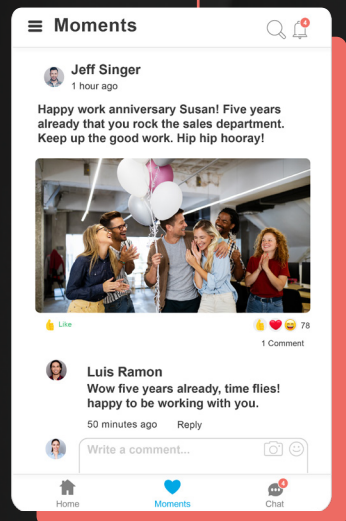 Moments
4
Jeff Singer
1 hour ago
Happy work anniversary Susan! Five years
already that you rock the sales department.
Keep up the good work. Hip hip hooray!
Like
78
1 Comment
Luis Ramon
Wow five years already, time flies!
happy to be working with you.
50 minutes ago Reply
Write a comment...
4
Home Moments Chat